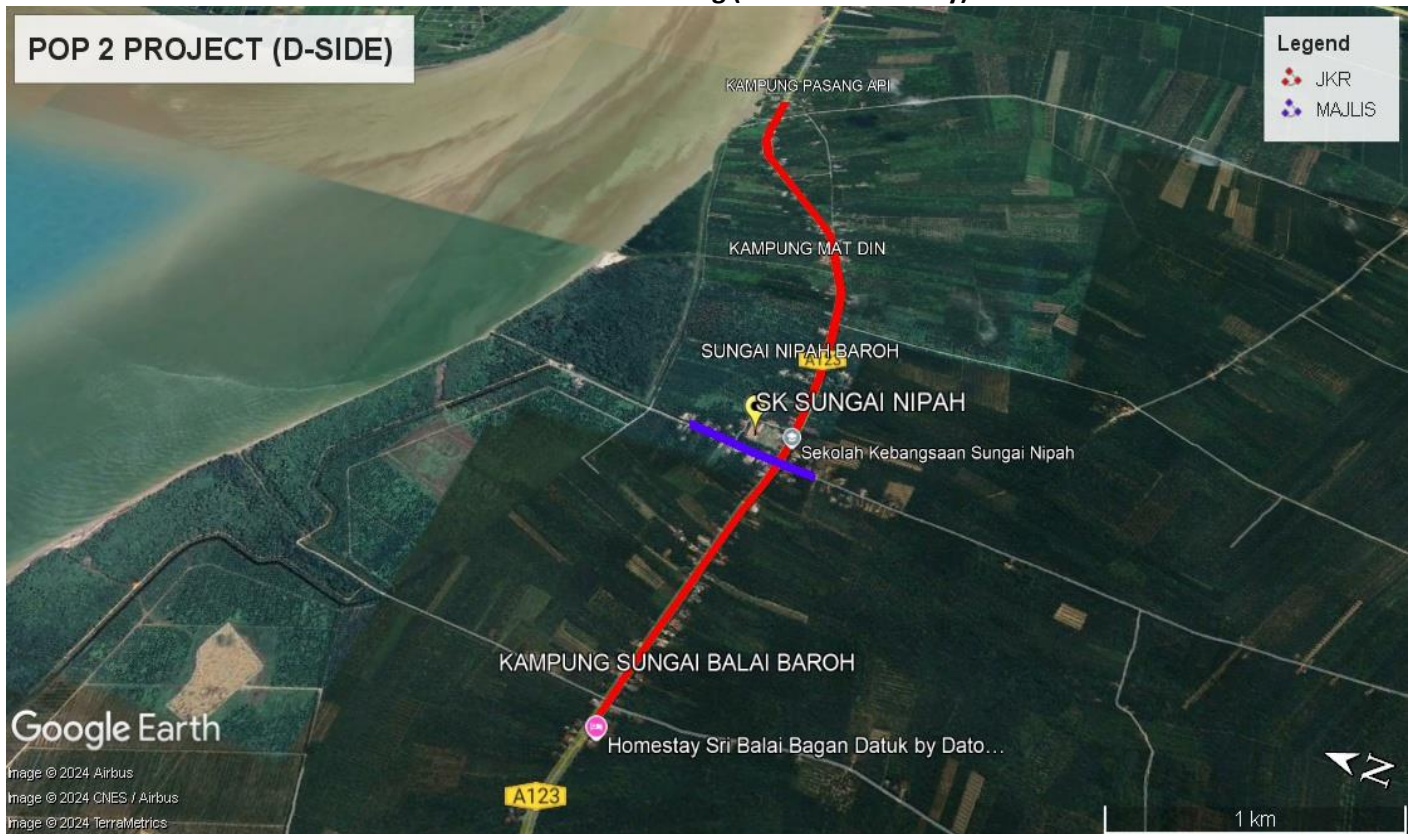 POP 2 PROJECT (D-SIDE)
Legend
JKR
MAJLIS
KAMPUNG PASANG API
KAMPUNG MAT DIN
SUNGAI NIPAH BAROH
A123
SK SUNGAI NIPAH
Sekolah Kebangsaan Sungai Nipah
KAMPUNG SUNGAI BALAI BAROH
Google Earth
Homestay Sri Balai Bagan Datuk by Dato...
Image © 2024 Airbus
Image © 2024 CNES / Airbus
Image © 2024 TerraMetrics
A123
N
1 km